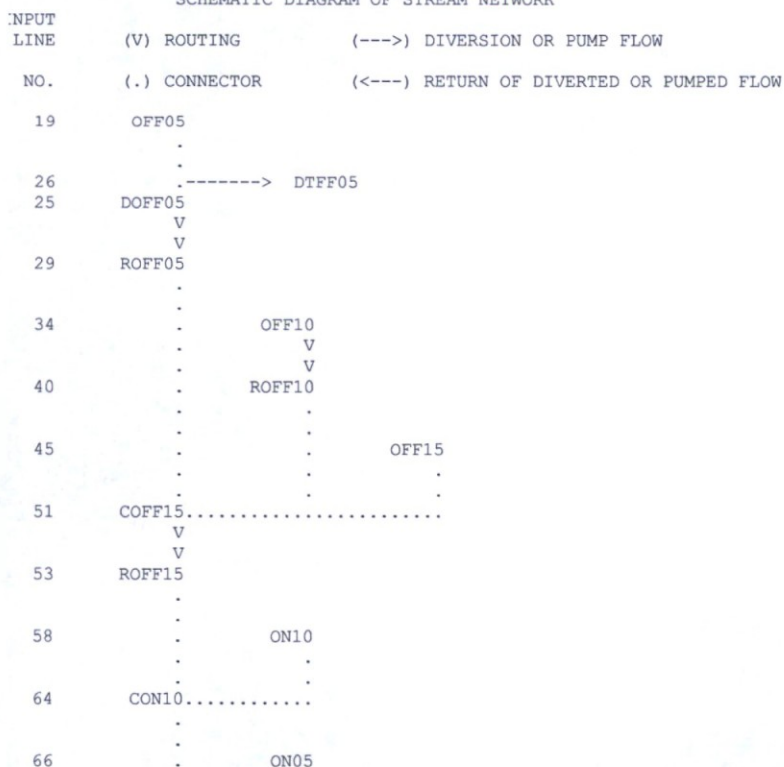 SCHEMATIC DIAGRAM OF STREAM NETWORK
INPUT
LINE (V) ROUTING (--->) DIVERSION OR PUMP FLOW
NO. (.) CONNECTOR (<---) RETURN OF DIVERTED OR PUMPED FLOW
19 OFF05
.
.
26 .-------> DTFF05
25 DOFF05
V
V
29 ROFF05
.
.
34 . OFF10
. V
. V
40 . ROFF10
. .
. .
45 . . OFF15
. . .
. . .
51 COFF15........................
V
V
53 ROFF15
.
.
58 . ON10
. .
. .
64 CON10............
.
.
66 . ON05